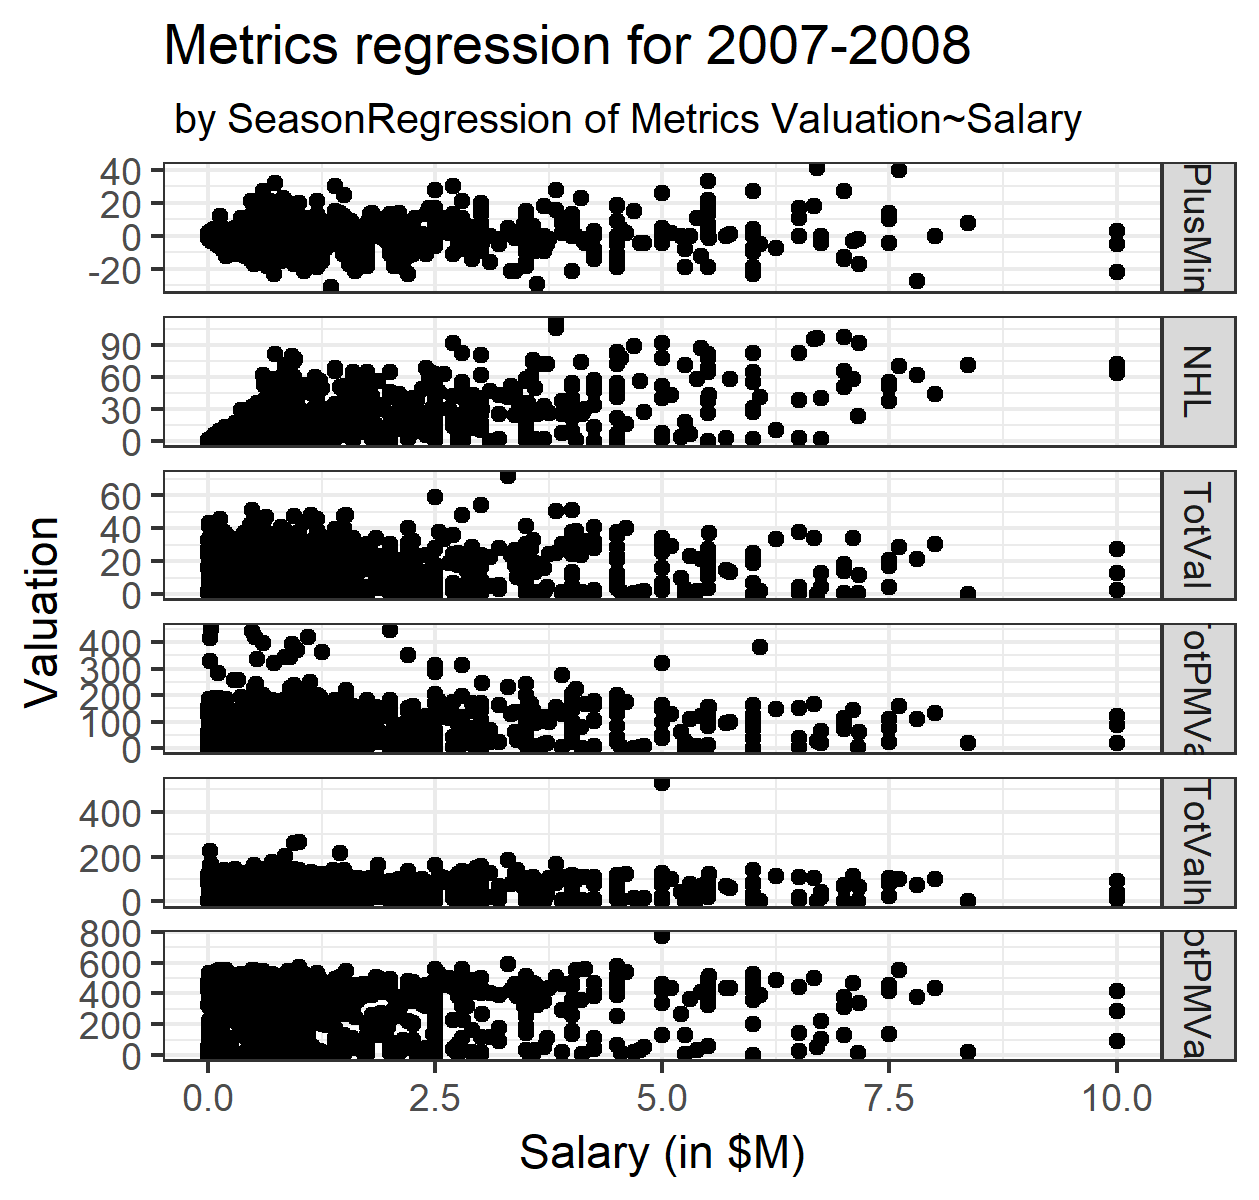 Metrics regression for 2007-2008
by SeasonRegression of Metrics Valuation~Salary
40
20
0
-20
PlusMin
90
60
30
0
NHL
60
40
20
0
TotVal
400
300
200
100
0
otPMVa
400
200
0
TotValh
800
600
400
200
0
otPMVa
Valuation
0.0 2.5 5.0 7.5 10.0
Salary (in $M)